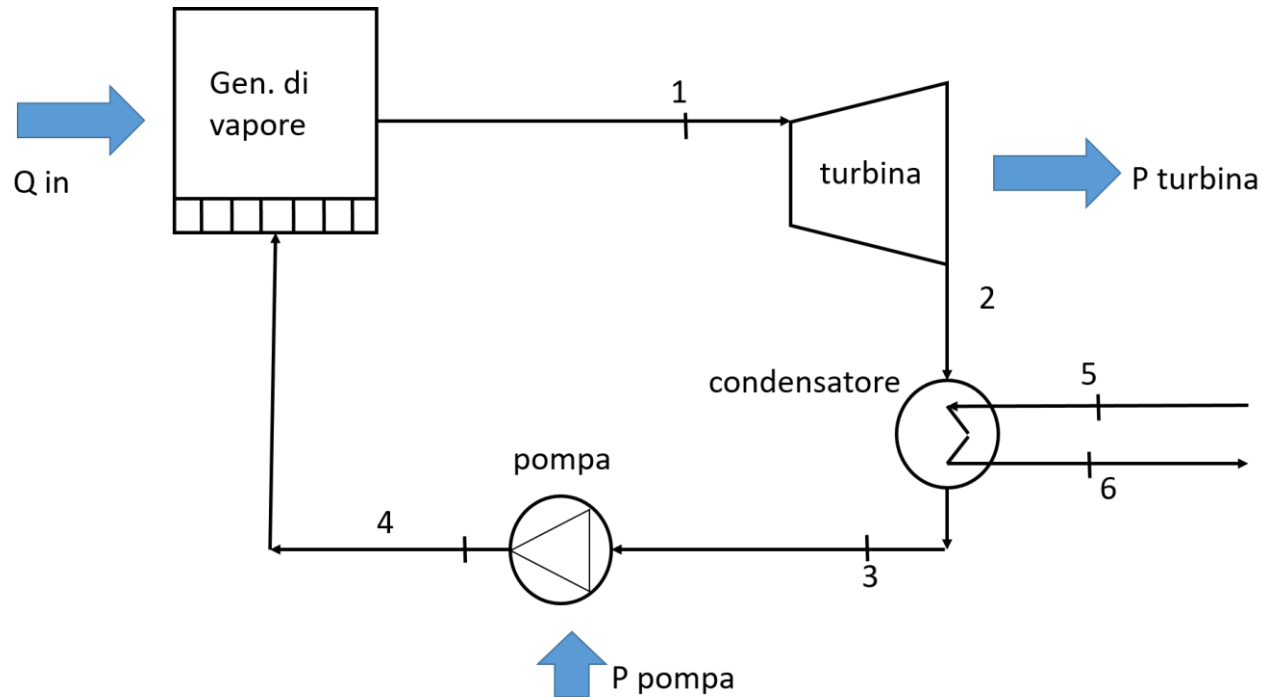 Gen. di
vapore
Q in
1
turbina
P turbina
2
condensatore
5
6
pompa
4
3
P pompa